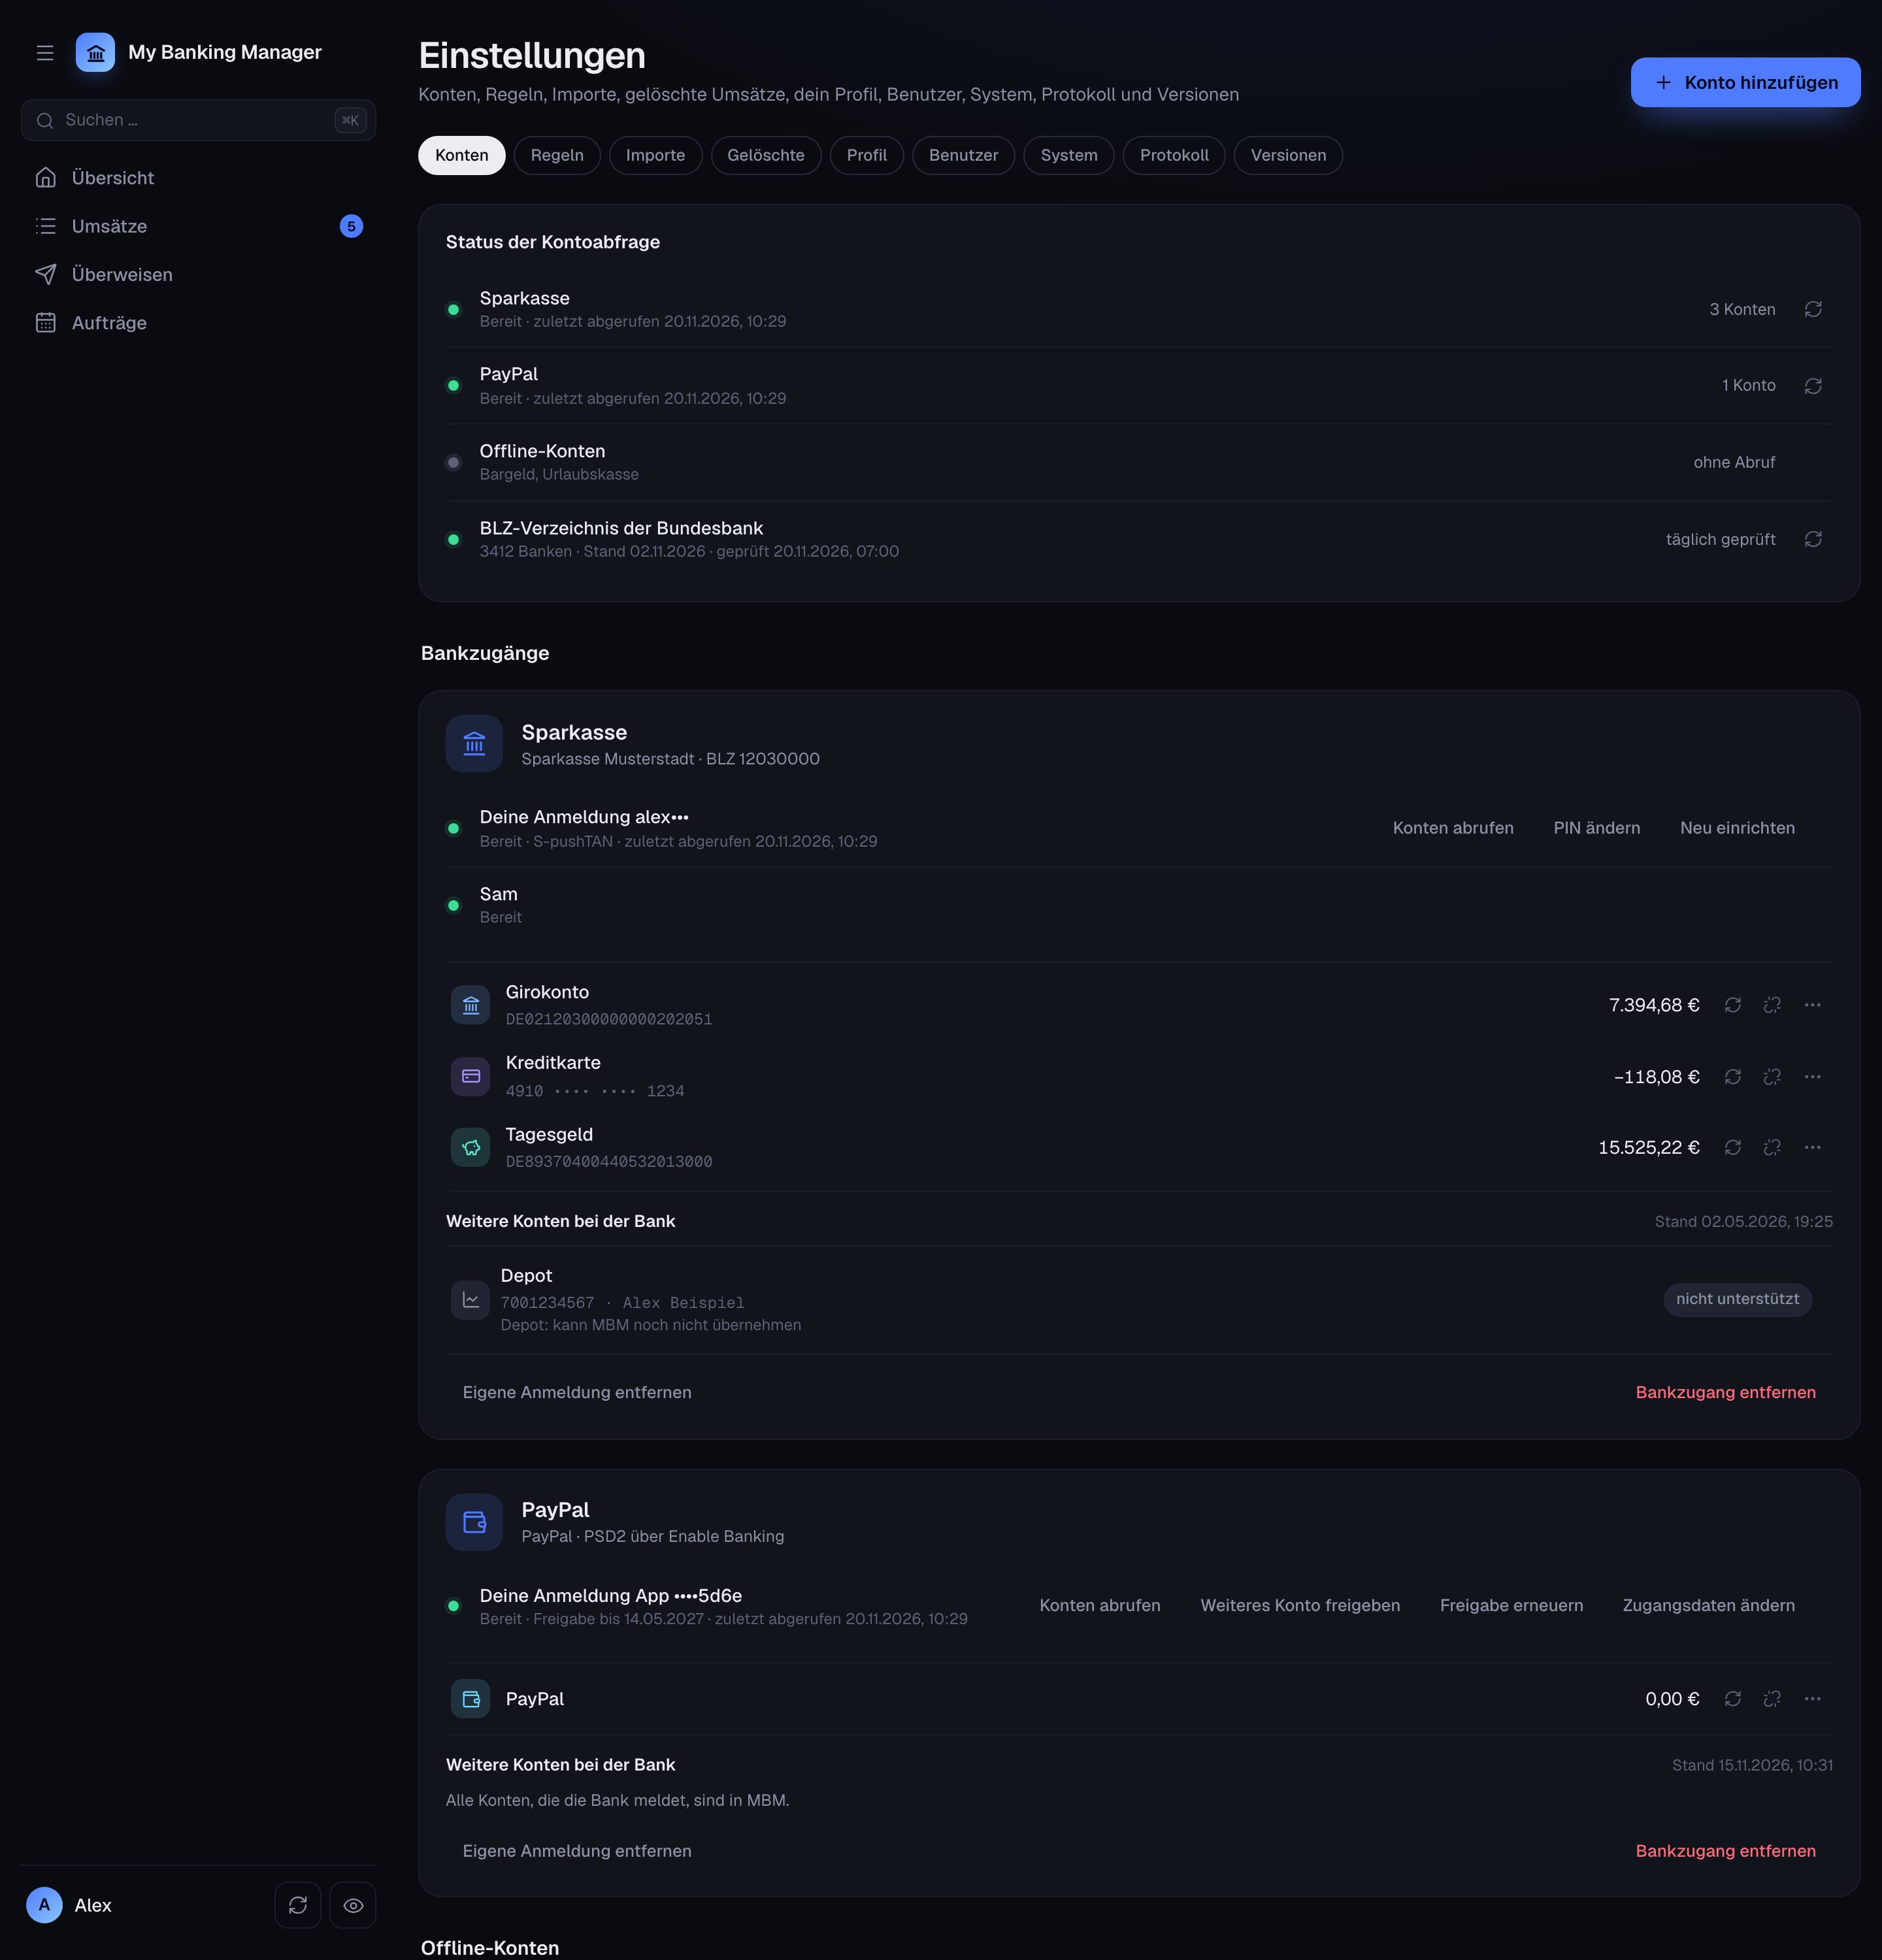 My Banking Manager
Suchen ...
⌘K
Übersicht
Umsätze
5
Überweisen
Aufträge
Einstellungen
Konten, Regeln, Importe, gelöschte Umsätze, dein Profil, Benutzer, System, Protokoll und Versionen
Konto hinzufügen
Konten
Regeln
Importe
Gelöschte
Profil
Benutzer
System
Protokoll
Versionen
Status der Kontoabfrage
Sparkasse
Bereit · zuletzt abgerufen 20.11.2026, 10:29
3 Konten
PayPal
Bereit · zuletzt abgerufen 20.11.2026, 10:29
1 Konto
Offline-Konten
Bargeld, Urlaubskasse
ohne Abruf
BLZ-Verzeichnis der Bundesbank
3412 Banken · Stand 02.11.2026 · geprüft 20.11.2026, 07:00
täglich geprüft
Bankzugänge
Sparkasse
Sparkasse Musterstadt · BLZ 12030000
Deine Anmeldung alex•••
Bereit · S-pushTAN · zuletzt abgerufen 20.11.2026, 10:29
Konten abrufen
PIN ändern
Neu einrichten
Sam
Bereit
Girokonto
DE02120300000000202051
7.394,68 €
Kreditkarte
4910 •••• •••• 1234
−118,08 €
Tagesgeld
DE89370400440532013000
15.525,22 €
Weitere Konten bei der Bank
Stand 02.05.2026, 19:25
Depot
7001234567 · Alex Beispiel
Depot: kann MBM noch nicht übernehmen
nicht unterstützt
Eigene Anmeldung entfernen
Bankzugang entfernen
PayPal
PayPal · PSD2 über Enable Banking
Deine Anmeldung App ••••5d6e
Bereit · Freigabe bis 14.05.2027 · zuletzt abgerufen 20.11.2026, 10:29
Konten abrufen
Weiteres Konto freigeben
Freigabe erneuern
Zugangsdaten ändern
PayPal
0,00 €
Weitere Konten bei der Bank
Stand 15.11.2026, 10:31
Alle Konten, die die Bank meldet, sind in MBM.
Eigene Anmeldung entfernen
Bankzugang entfernen
A
Alex
Offline-Konten